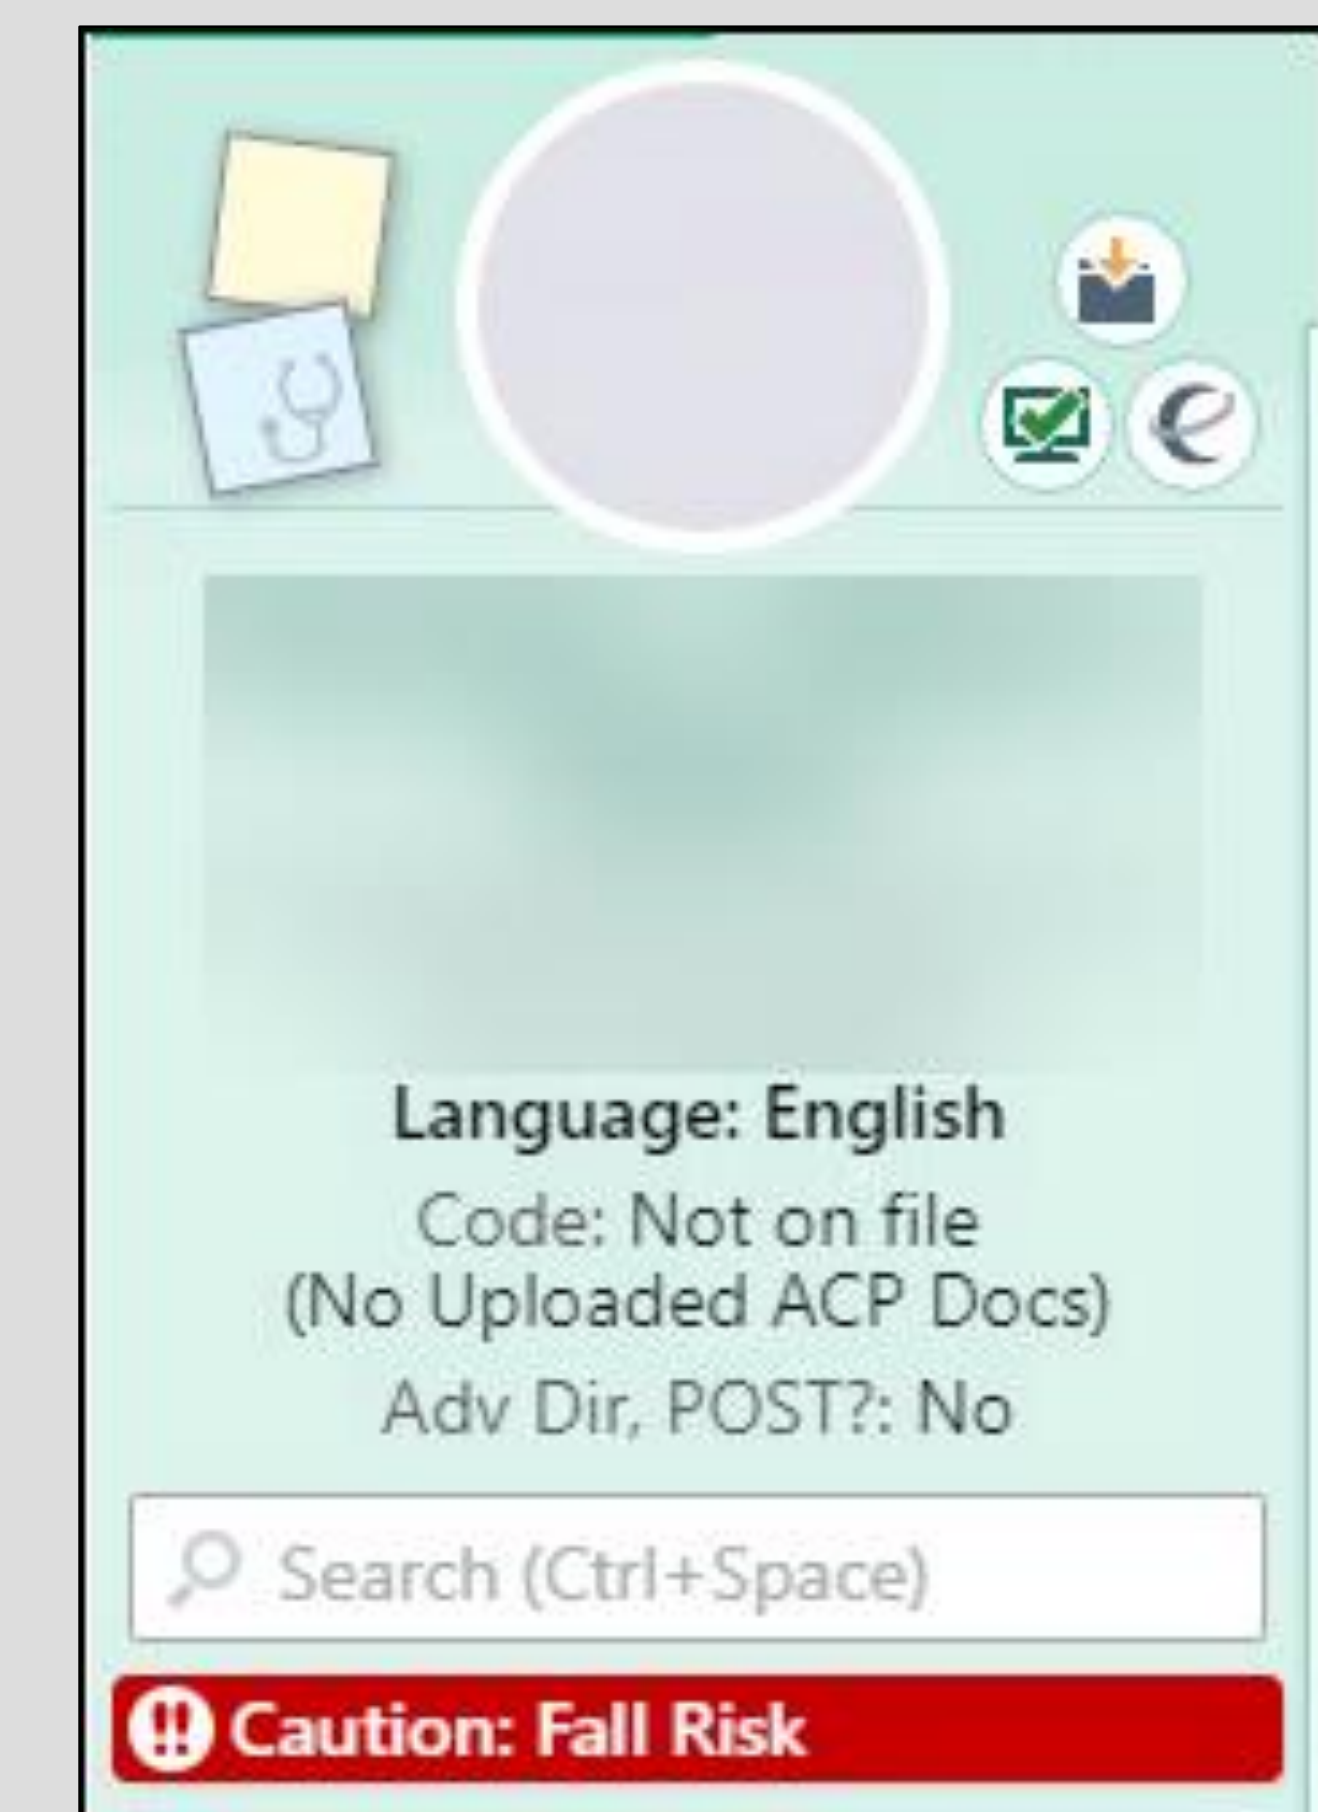 Language: English
Code: Not on file
(No Uploaded ACP Docs)
Adv Dir, POST?: No
Search (Ctrl+Space)
Caution: Fall Risk